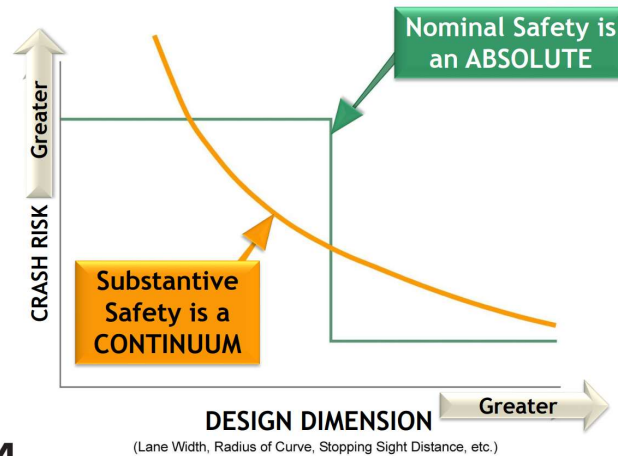 Nominal Safety is
an ABSOLUTE
Greater
CRASH RISK
Substantive
Safety is a
CONTINUUM
Greater
DESIGN DIMENSION
(Lane Width, Radius of Curve, Stopping Sight Distance, etc.)